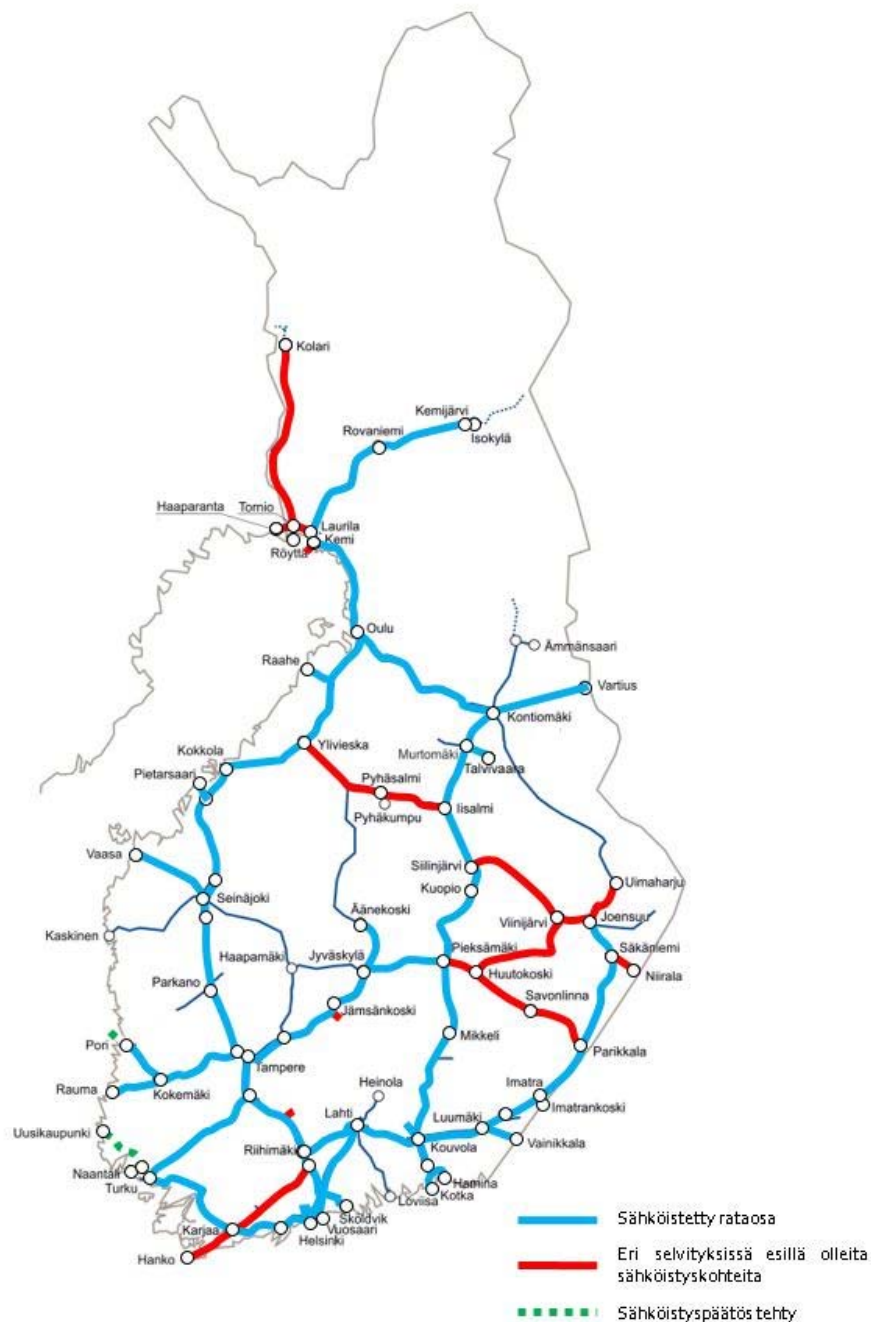 Kolari
Kemijärvi
Rovaniemi
Isokylä
Haaparanta
Tornio
Laurila
Kemi
Röyttä
Oulu
Ämmänsaari
Raahe
Vartius
Kontiomäki
Ylivieska
Kokkola
Murtomäki
Talvivaara
Pietarsaari
Pyhäsalmi
Iisalmi
Pyhäkumpu
Vaasa
Siilinjärvi
Uimaharju
Kuopio
Seinäjoki
Viinijärvi
Joensuu
Äänekoski
Kaskinen
Säkäniemi
Haapamäki
Jyväskylä
Pieksämäki
Huutokoski
Niirala
Parkano
Savonlinna
Jämsänkoski
Mikkeli
Pori
Parikkala
Tampere
Heinola
Imatra
Rauma
Kokemäki
Imatrankoski
Lahti
Luumäki
Uusikaupunki
Riihimäki
Kouvola
Vainikkala
Naantali
Hamina
Turku
Loviisa
Kotka
Sköldvik
Karjaa
Vuosaari
Helsinki
Hanko
Sähköistetty rataosa
Eri selvityksissä esillä olleita
sähköistyskohteita
Sähköistyspäätös tehty